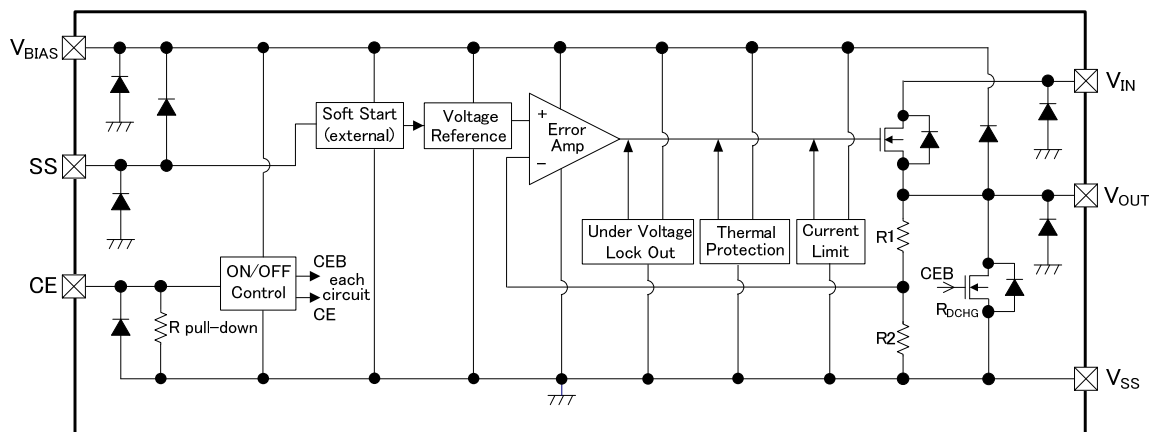 VBIAS
VIN
Soft Start
(external)
Voltage
Reference
+
Error
Amp
−
SS
VOUT
Under Voltage
Lock Out
Thermal
Protection
Current
Limit
R1
CE
ON/OFF
Control
CEB
each
circuit
CE
CEB
RDCHG
R pull-down
R2
VSS